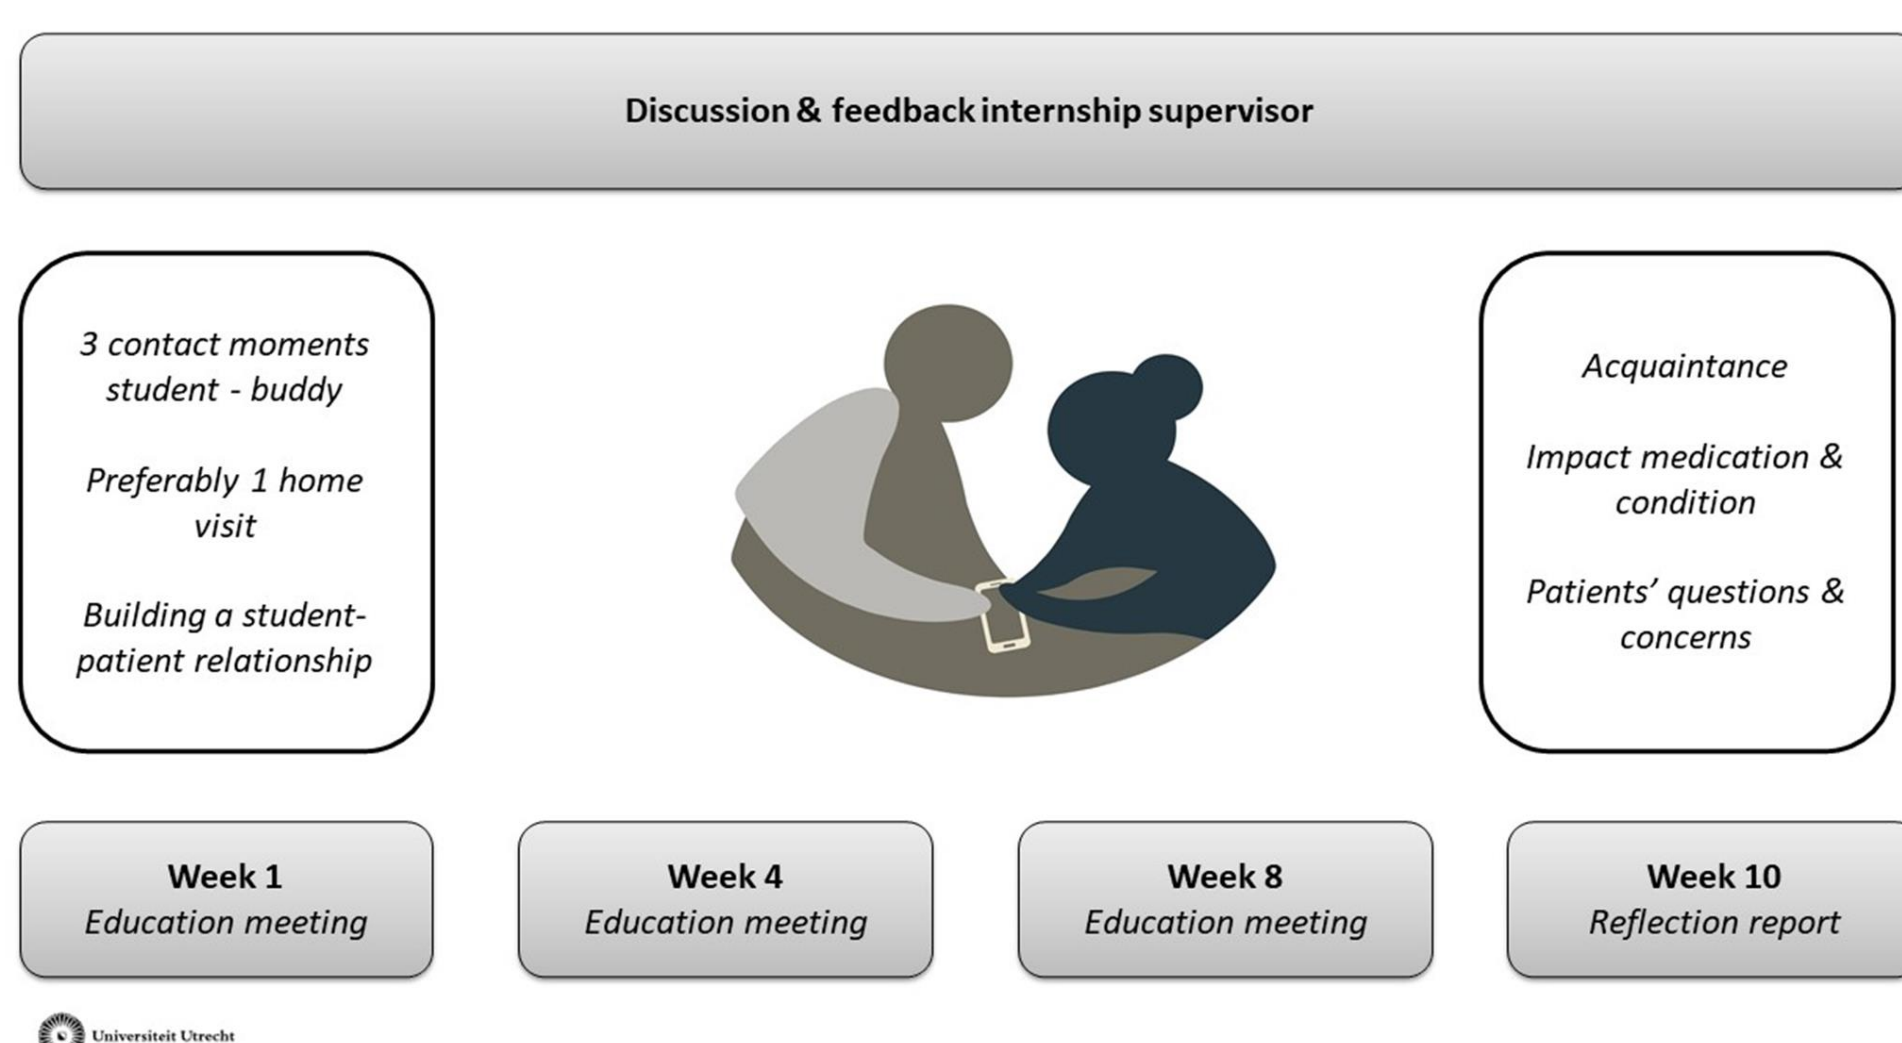 Discussion & feedback internship supervisor
3 contact moments
student - buddy
Preferably 1 home
visit
Building a student-
patient relationship
Acquaintance
Impact medication &
condition
Patients’ questions &
concerns
Week 1
Education meeting
Week 4
Education meeting
Week 8
Education meeting
Week 10
Reflection report
Universiteit Utrecht